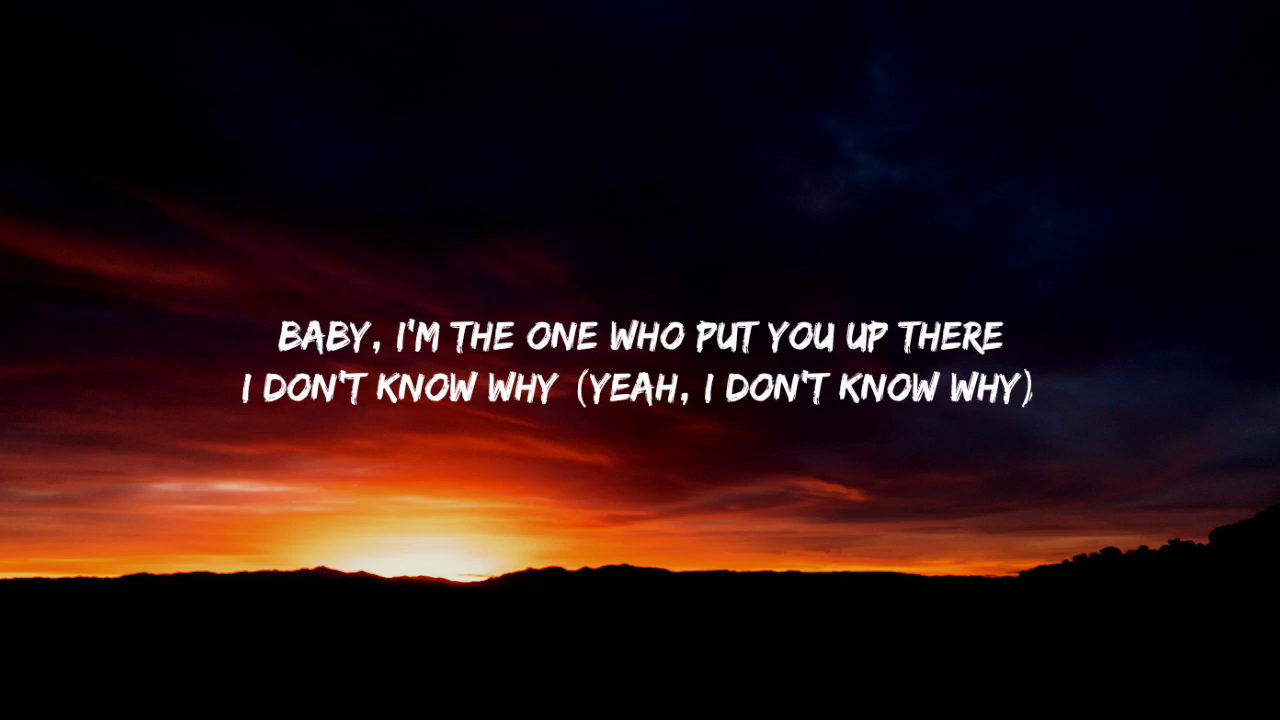 BABY, I'M THE ONE WHO PUT YOU UP THERE
I DON'T KNOW WHY (YEAH, I DON'T KNOW WHY)